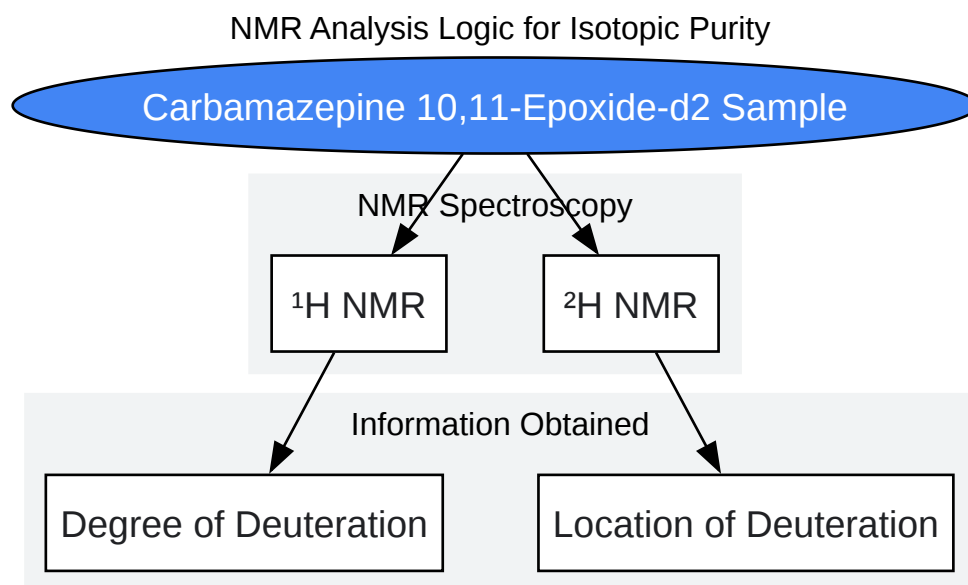 NMR Analysis Logic for Isotopic Purity
Carbamazepine 10,11-Epoxide-d2 Sample
NMR Spectroscopy
¹H NMR
²H NMR
Information Obtained
Degree of Deuteration
Location of Deuteration